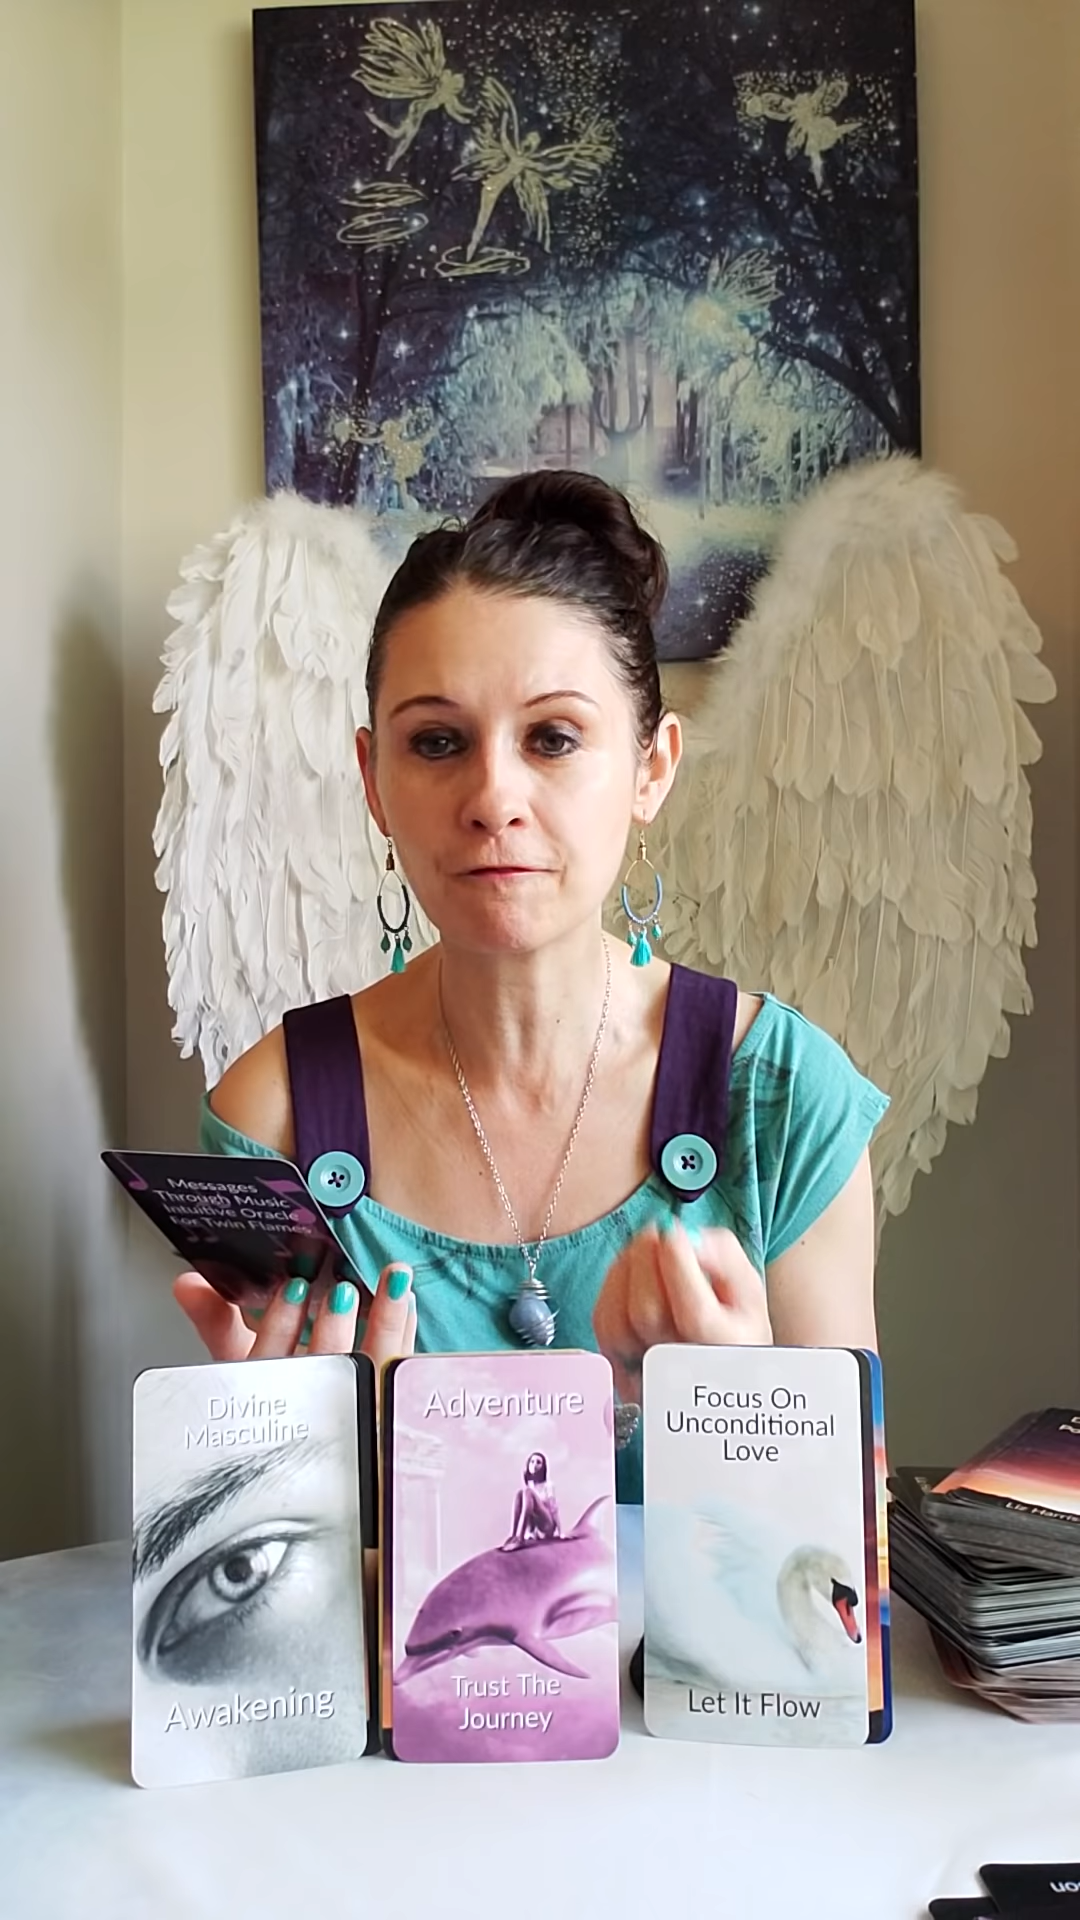 Messages
Through Music
Intuitive Oracle
For Twin Flames
Divine
Masculine
Awakening
Adventure
Trust The
Journey
Focus On
Unconditional
Love
Let It Flow